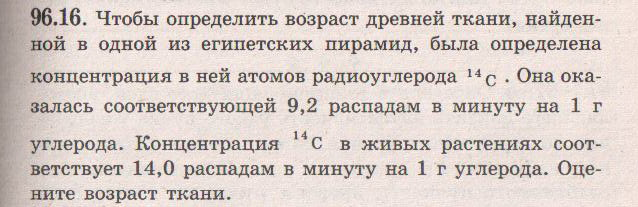 96.16. Чтобы определить возраст древней ткани, найден-
ной в одной из египетских пирамид, была определена
концентрация в ней атомов радиоуглерода ¹⁴C . Она ока-
залась соответствующей 9,2 распадам в минуту на 1 г
углерода. Концентрация ¹⁴C в живых растениях соот-
ветствует 14,0 распадам в минуту на 1 г углерода. Оце-
ните возраст ткани.